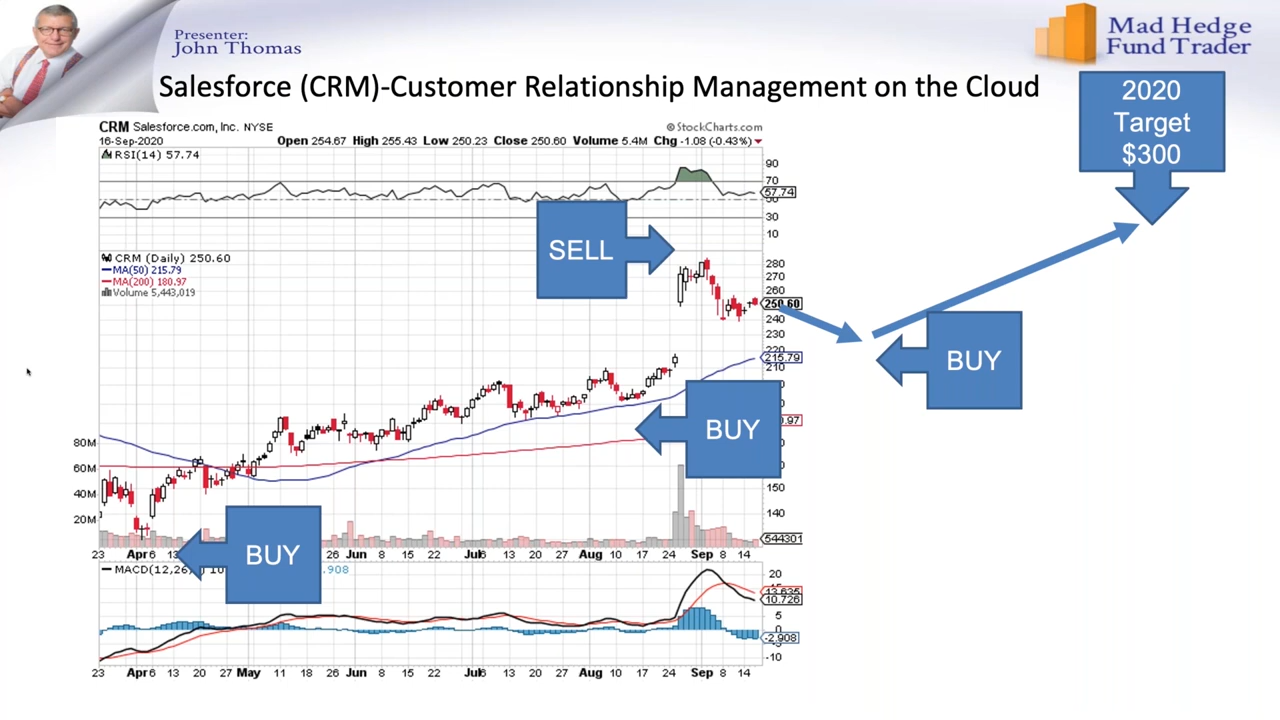 Presenter:
John Thomas
Mad Hedge
Fund Trader
Salesforce (CRM)-Customer Relationship Management on the Cloud
2020
Target
$300
CRM Salesforce.com, Inc. NYSE
© StockCharts.com
16-Sep-2020
Open 254.67 High 255.43 Low 250.23 Close 250.60 Volume 5.4M Chg -1.08 (-0.43%)
RSI(14) 57.74
90
70
57.74
50
30
10
SELL
CRM (Daily) 250.60
MA(50) 215.79
MA(200) 180.97
Volume 5,443,019
280
270
260
250.60
240
230
220
215.79
210
BUY
BUY
.97
150
140
544301
80M
60M
40M
20M
BUY
23 Apr 6 13 26 Jun 8 15 22 Jul 6 13 20 27 Aug 10 17 24 Sep 8 14
MACD(12,26, 10 .908
20
13.635
10.726
5
0
-2.908
-10
23 Apr 6 13 20 27 May 11 18 26 Jun 8 15 22 Jul 6 13 20 27 Aug 10 17 24 Sep 8 14